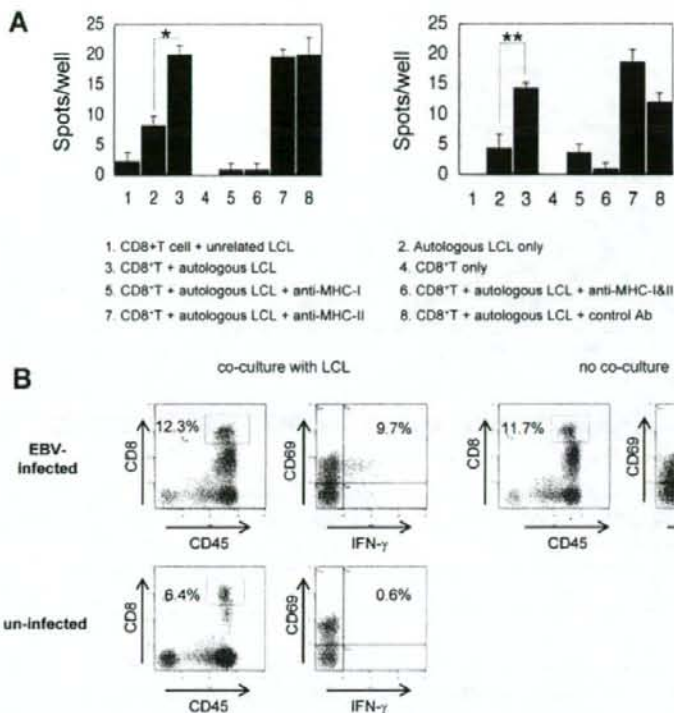 A
Spots/well
25
20
15
10
5
0
*
1 2 3 4 5 6 7 8
Spots/well
25
20
15
10
5
0
**
1 2 3 4 5 6 7 8
1. CD8+T cell + unrelated LCL
2. Autologous LCL only
3. CD8⁺T + autologous LCL
4. CD8⁺T only
5. CD8⁺T + autologous LCL + anti-MHC-I
6. CD8⁺T + autologous LCL + anti-MHC-I&II
7. CD8⁺T + autologous LCL + anti-MHC-II
8. CD8⁺T + autologous LCL + control Ab
B
co-culture with LCL
no co-culture
EBV-
infected
CD8
12.3%
CD45
CD69
9.7%
IFN-γ
CD8
11.7%
CD45
CD69
un-infected
CD8
6.4%
CD45
CD69
0.6%
IFN-γ